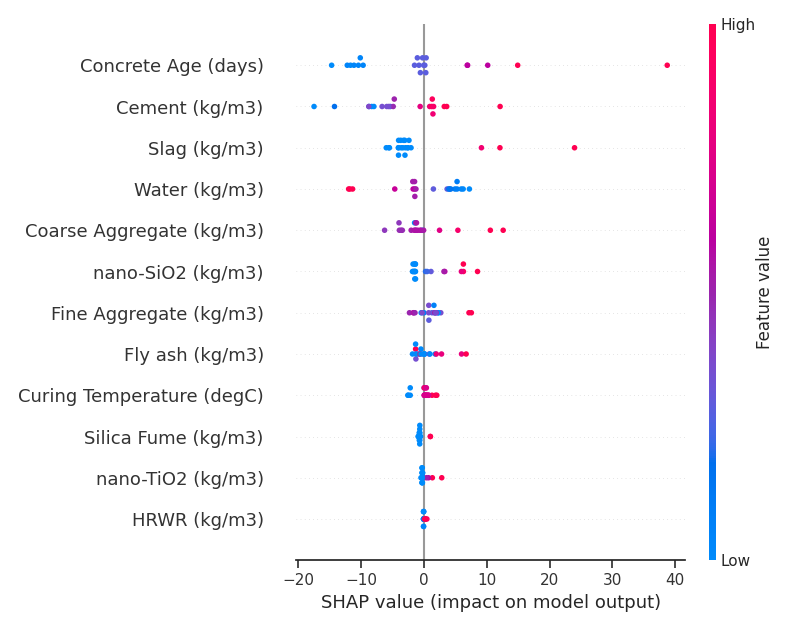 High
Concrete Age (days)
Cement (kg/m3)
Slag (kg/m3)
Water (kg/m3)
Coarse Aggregate (kg/m3)
nano-SiO2 (kg/m3)
Fine Aggregate (kg/m3)
Fly ash (kg/m3)
Curing Temperature (degC)
Silica Fume (kg/m3)
nano-TiO2 (kg/m3)
HRWR (kg/m3)
Feature value
Low
−20 −10 0 10 20 30 40
SHAP value (impact on model output)